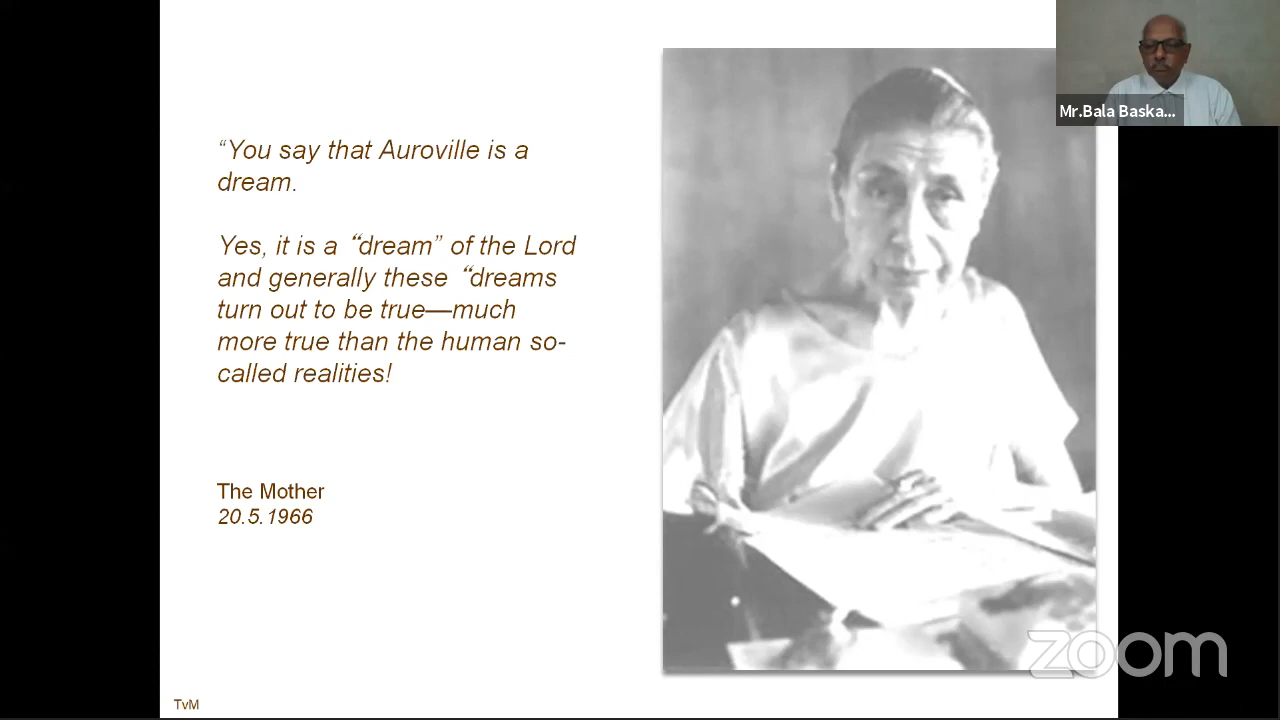 “You say that Auroville is a
dream.
Yes, it is a “dream” of the Lord
and generally these “dreams
turn out to be true—much
more true than the human so-
called realities!
The Mother
20.5.1966
TvM
Mr.Bala Baska...
zoom